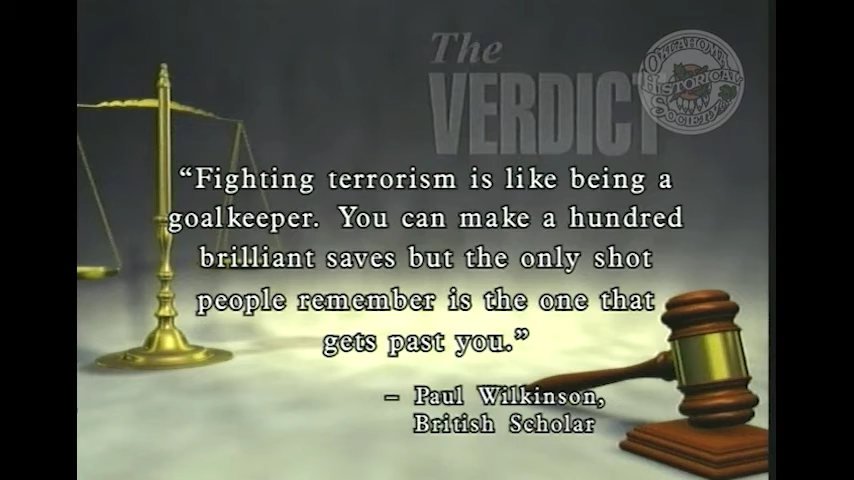 The
VERDICT
OKLAHOMA
HISTORICAL
SOCIETY
“Fighting terrorism is like being a
goalkeeper. You can make a hundred
brilliant saves but the only shot
people remember is the one that
gets past you.”
– Paul Wilkinson,
British Scholar